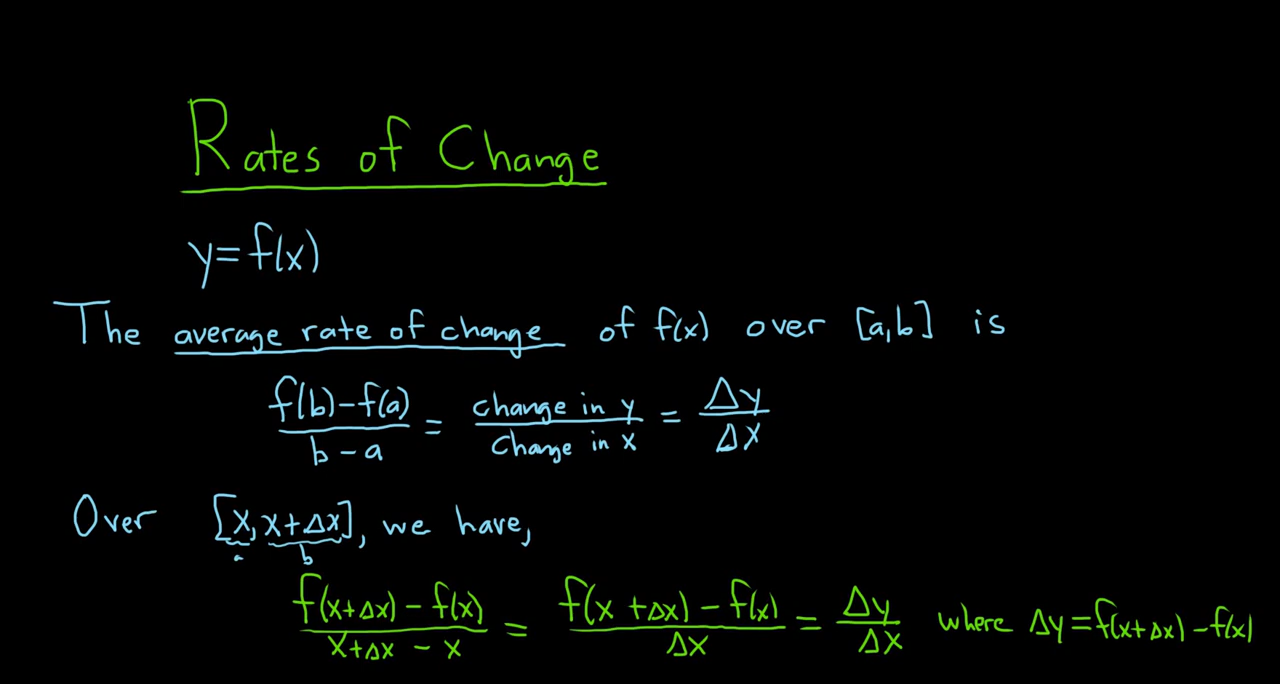 Rates of Change
y=f(x)
The average rate of change of f(x) over [a,b] is
f(b)-f(a)/b-a = change in y/Change in x = Δy/Δx
Over [x, x+Δx], we have,
a b
f(x+Δx)-f(x)/x+Δx-x = f(x+Δx)-f(x)/Δx = Δy/Δx where Δy=f(x+Δx)-f(x)